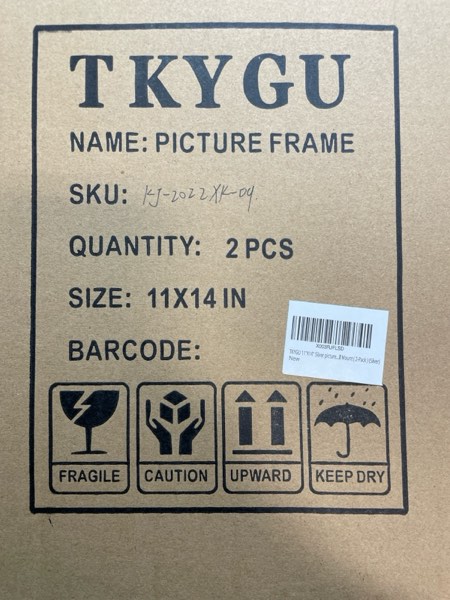 TKYGU
NAME: PICTURE FRAME
SKU: KJ-2022XK-09
QUANTITY: 2 PCS
SIZE: 11X14 IN
BARCODE:
New
FRAGILE
CAUTION
UPWARD
KEEP DRY